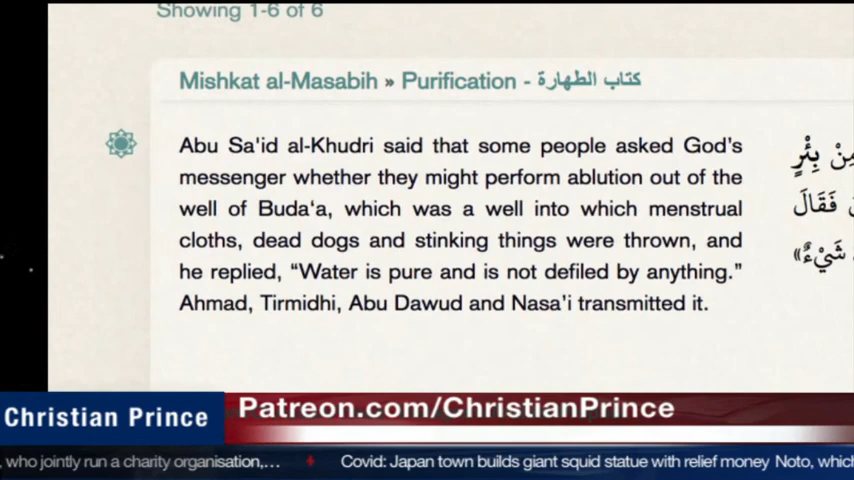 Showing 1-6 of 6
Mishkat al-Masabih » Purification - كتاب الطهارة
Abu Sa'id al-Khudri said that some people asked God's
messenger whether they might perform ablution out of the
well of Buda‘a, which was a well into which menstrual
cloths, dead dogs and stinking things were thrown, and
he replied, “Water is pure and is not defiled by anything.”
Ahmad, Tirmidhi, Abu Dawud and Nasa’i transmitted it.
مِنْ بِئْرِ
فَقَالَ
شَيْءٌ»
Christian Prince
Patreon.com/ChristianPrince
, who jointly run a charity organisation,... Covid: Japan town builds giant squid statue with relief money Noto, which